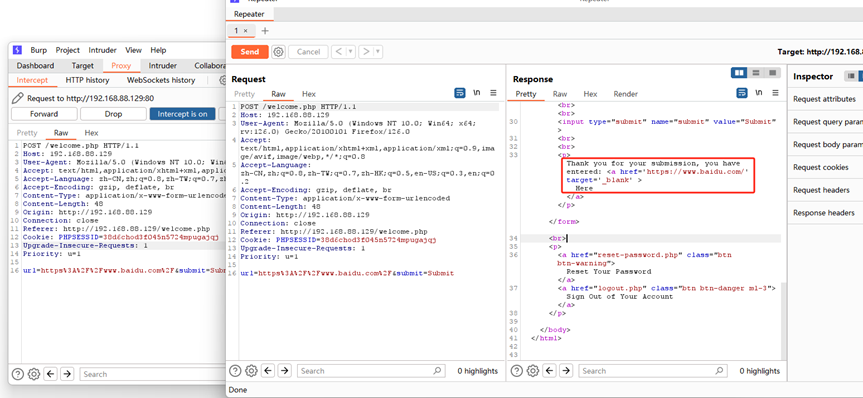 Burp Project Intruder View Help
Dashboard Target Proxy Intruder
Intercept HTTP history WebSockets history
Request to http://192.168.88.129:80
Forward Drop Intercept is on
Pretty Raw Hex
1 POST /welcome.php HTTP/1.1
2 Host: 192.168.88.129
3 User-Agent: Mozilla/5.0 (Windows NT 10.0;
4 Accept: text/html,application/xhtml+xml,applicat
5 Accept-Language: zh-CN,zh;q=0.8,zh-TW;q=0.7,zh
6 Accept-Encoding: gzip, deflate, br
7 Content-Type: application/x-www-form-urlencoded
8 Content-Length: 48
9 Origin: http://192.168.88.129
10 Connection: close
11 Referer: http://192.168.88.129/welcome.php
12 Cookie: PHPSESSID=38d6chod3f045n5724mpugajqj
13 Upgrade-Insecure-Requests: 1
14 Priority: u=1
15
16 url=https%3A%2F%2Fwww.baidu.com%2F&submit=Subm
Search
Repeater
1 ×
Send Cancel
Target: http://192.168.
Request
Pretty Raw Hex
1 POST /welcome.php HTTP/1.1
2 Host: 192.168.88.129
3 User-Agent: Mozilla/5.0 (Windows NT 10.0; Win64; x64;
rv:126.0) Gecko/20100101 Firefox/126.0
4 Accept:
text/html,application/xhtml+xml,application/xml;q=0.9,ima
ge/avif,image/webp,*/*;q=0.8
5 Accept-Language:
zh-CN,zh;q=0.8,zh-TW;q=0.7,zh-HK;q=0.5,en-US;q=0.3,en;q=0
.2
6 Accept-Encoding: gzip, deflate, br
7 Content-Type: application/x-www-form-urlencoded
8 Content-Length: 48
9 Origin: http://192.168.88.129
10 Connection: close
11 Referer: http://192.168.88.129/welcome.php
12 Cookie: PHPSESSID=38d6chod3f045n5724mpugajqj
13 Upgrade-Insecure-Requests: 1
14 Priority: u=1
15
16 url=https%3A%2F%2Fwww.baidu.com%2F&submit=Submit
Search 0 highlights
Done
Response
Pretty Raw Hex Render
<br>
<br>
30 <input type="submit" name="submit" value="Submit"
>
31 <br>
32 <br>
33 <p>
Thank you for your submission, you have
entered: <a href='https://www.baidu.com/'
target='_blank' >
Here
</a>
</p>
</form>
34 <br>
35 <p>
36 <a href="reset-password.php" class="btn
btn-warning">
Reset Your Password
</a>
37 <a href="logout.php" class="btn btn-danger ml-3">
Sign Out of Your Account
</a>
38 </p>
39
40 </body>
41 </html>
42
43
Search 0 highlights
Inspector
Request attributes
Request query param
Request body param
Request cookies
Request headers
Response headers